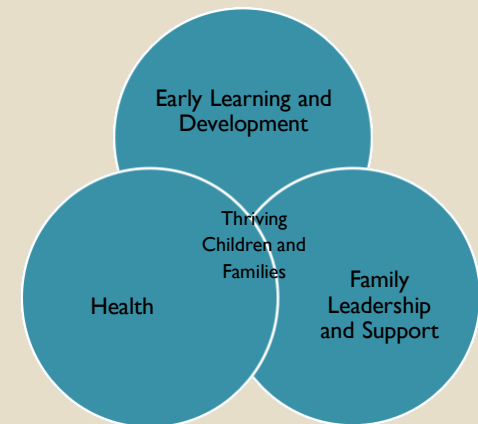 Early Learning and
Development
Thriving
Children and
Families
Health
Family
Leadership
and Support